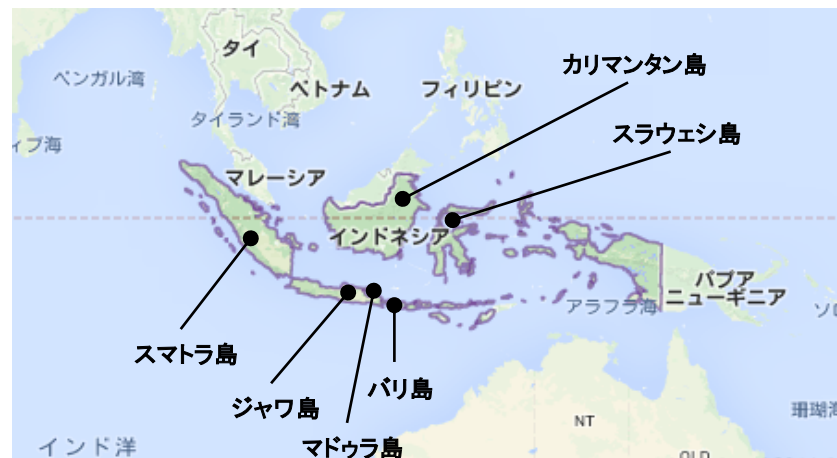 タイ
カリマンタン島
ベンガル湾
ベトナム
フィリピン
タイランド湾
スラウェシ島
ィブ海
マレーシア
インドネシア
パプア
ニューギニア
アラフラ海
ソロ
スマトラ島
バリ島
ジャワ島
珊瑚海
NT
マドゥラ島
インド洋
QLD